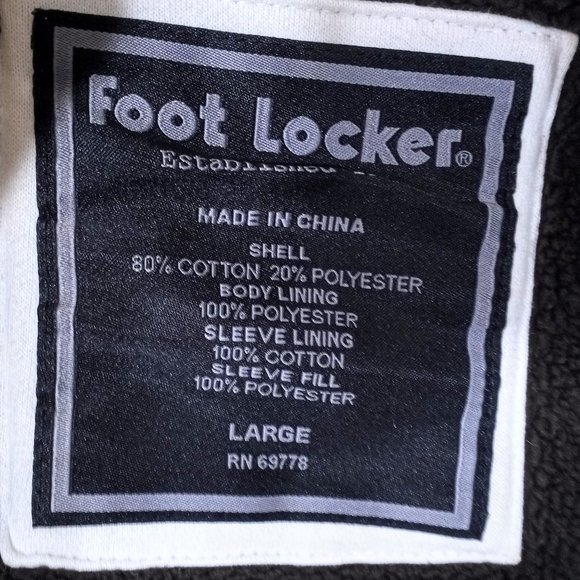 Foot Locker®
Established
MADE IN CHINA
SHELL
80% COTTON 20% POLYESTER
BODY LINING
100% POLYESTER
SLEEVE LINING
100% COTTON
SLEEVE FILL
100% POLYESTER
LARGE
RN 69778